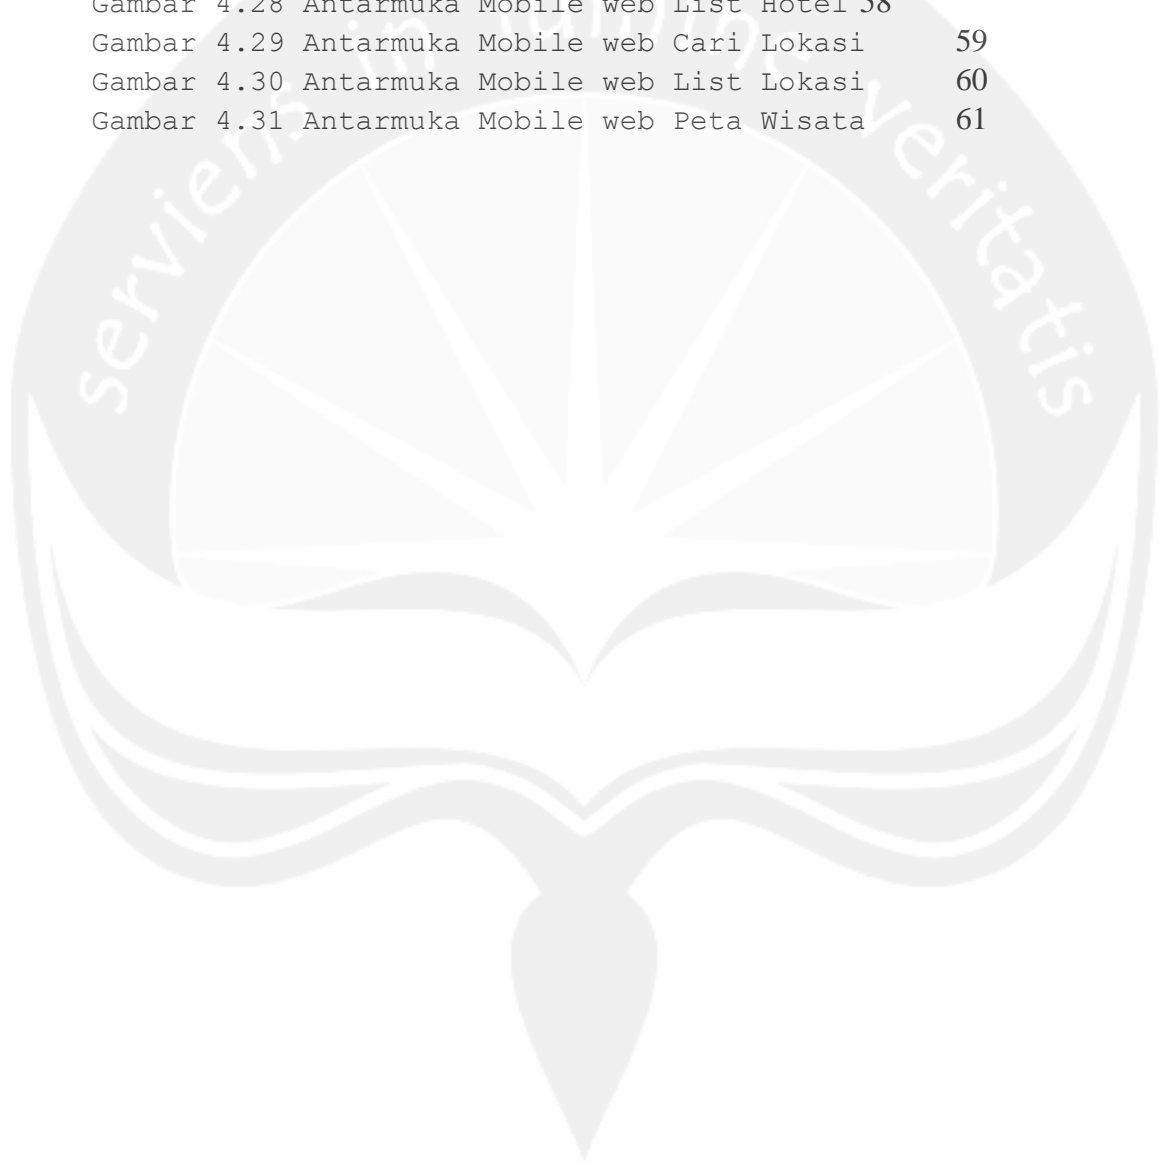 Gambar 4.28 Antarmuka Mobile web List Hotel 58
Gambar 4.29 Antarmuka Mobile web Cari Lokasi 59
Gambar 4.30 Antarmuka Mobile web List Lokasi 60
Gambar 4.31 Antarmuka Mobile web Peta Wisata 61
serviens in lumine veritatis